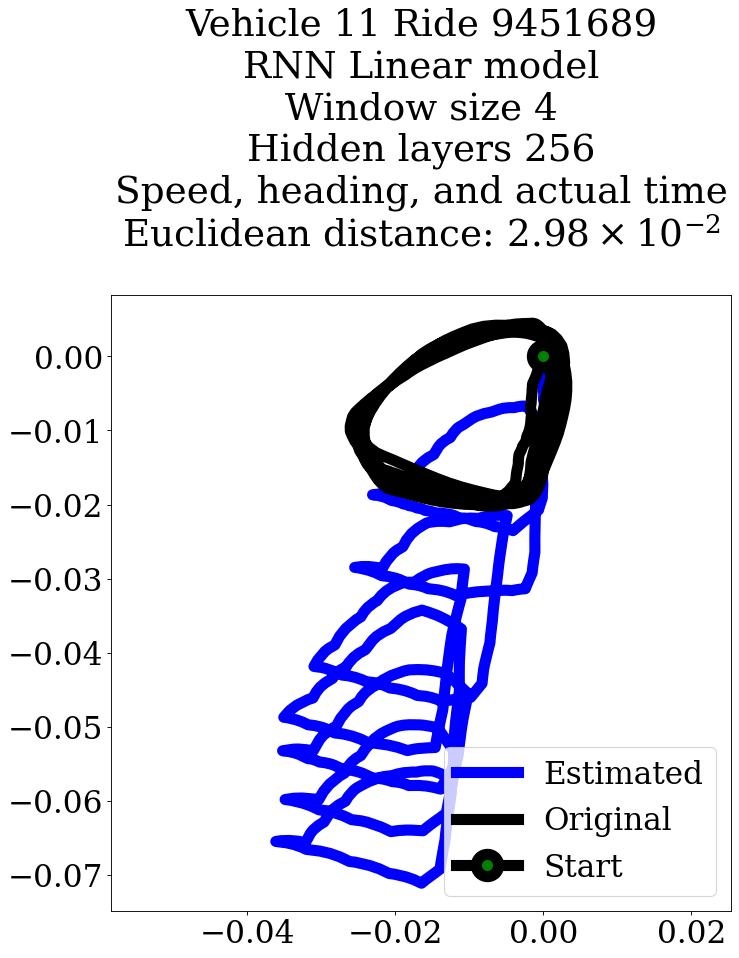 Vehicle 11 Ride 9451689
RNN Linear model
Window size 4
Hidden layers 256
Speed, heading, and actual time
Euclidean distance: 2.98 × 10⁻²
0.00
−0.01
−0.02
−0.03
−0.04
−0.05
−0.06
−0.07
Estimated
Original
Start
−0.04 −0.02 0.00 0.02